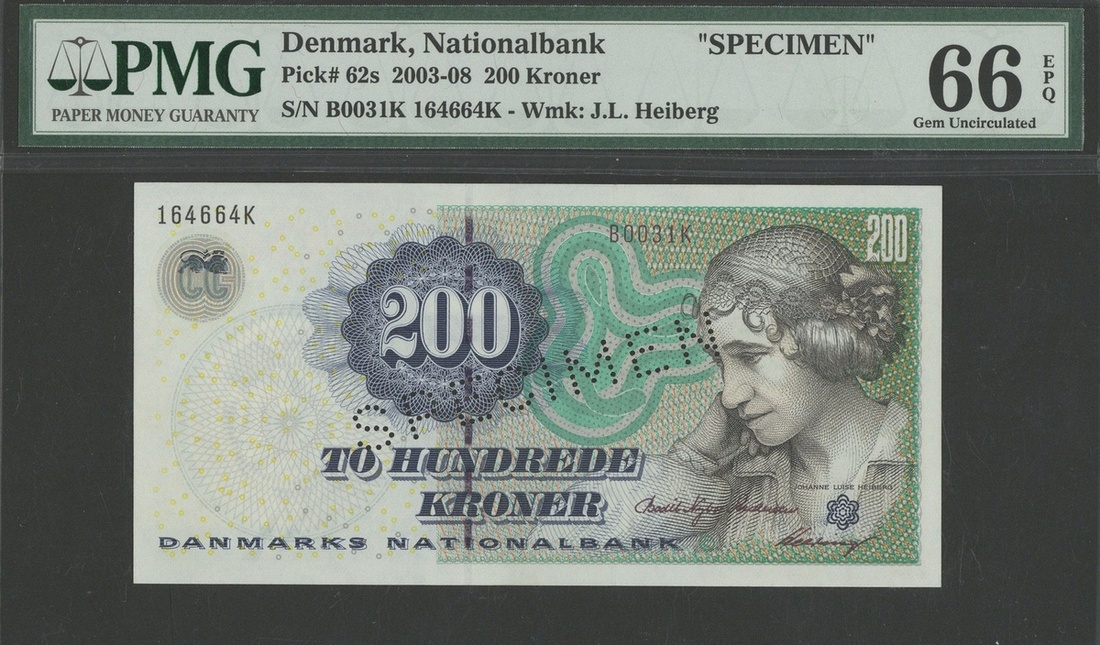 PMG
PAPER MONEY GUARANTY
Denmark, Nationalbank "SPECIMEN"
Pick# 62s 2003-08 200 Kroner
S/N B0031K 164664K - Wmk: J.L. Heiberg
66
EPQ
Gem Uncirculated
164664K
B0031K
200
200
SPECIMEN
TO HUNDREDE
KRONER
JOHANNE LUISE HEIBERG
DANMARKS NATIONALBANK